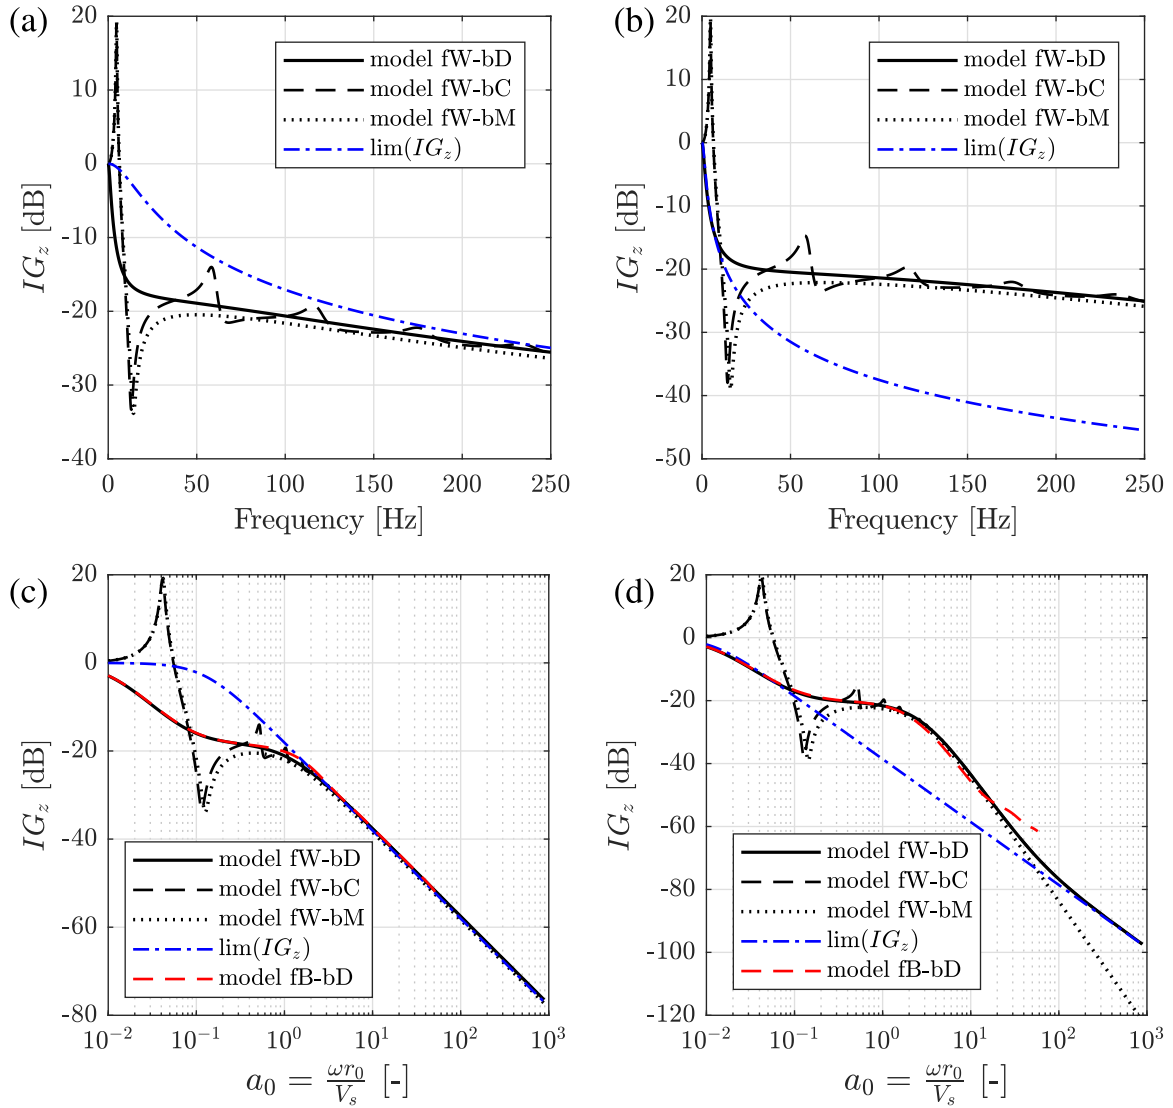 (a)
20
10
0
-10
-20
-30
-40
IG_z [dB]
model fW-bD
model fW-bC
model fW-bM
lim(IG_z)
0 50 100 150 200 250
Frequency [Hz]
(b)
20
10
0
-10
-20
-30
-40
-50
IG_z [dB]
model fW-bD
model fW-bC
model fW-bM
lim(IG_z)
0 50 100 150 200 250
Frequency [Hz]
(c)
20
0
-20
-40
-60
-80
IG_z [dB]
model fW-bD
model fW-bC
model fW-bM
lim(IG_z)
model fB-bD
10^-2 10^-1 10^0 10^1 10^2 10^3
a_0 = ωr_0/V_s [-]
(d)
20
0
-20
-40
-60
-80
-100
-120
IG_z [dB]
model fW-bD
model fW-bC
model fW-bM
lim(IG_z)
model fB-bD
10^-2 10^-1 10^0 10^1 10^2 10^3
a_0 = ωr_0/V_s [-]